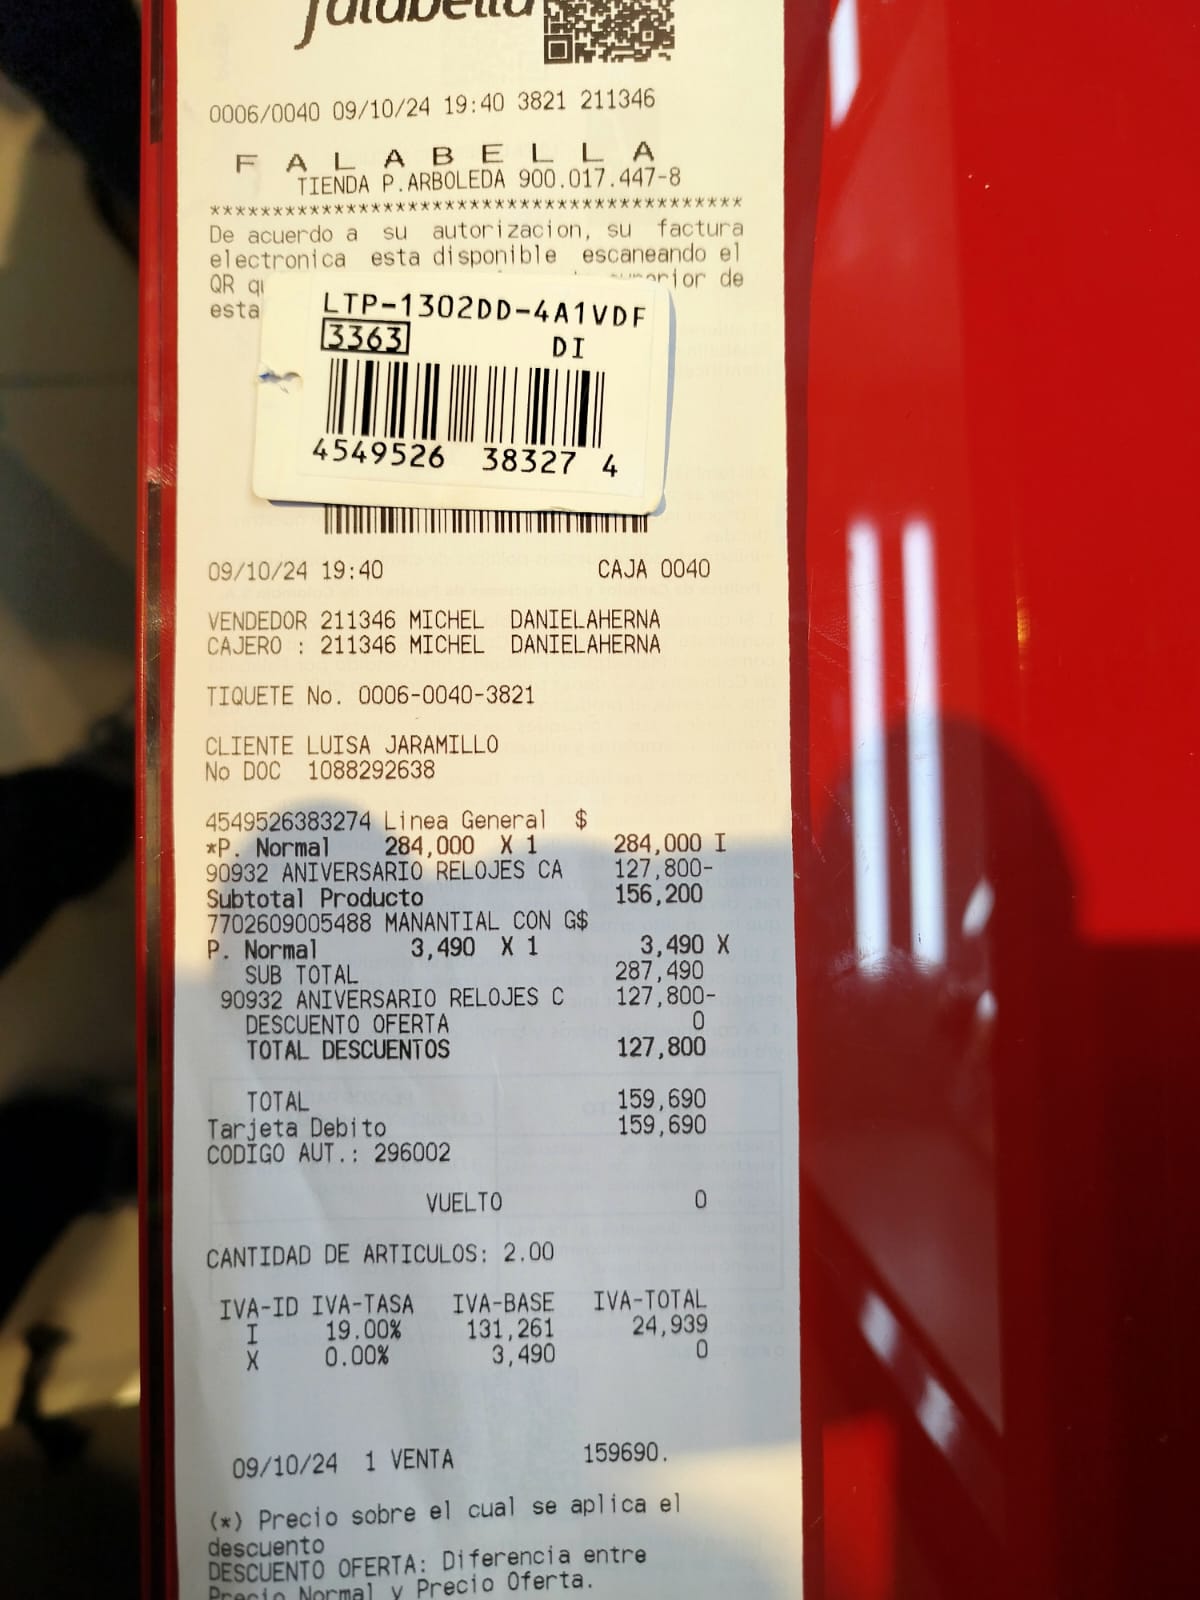 falabella
0006/0040 09/10/24 19:40 3821 211346
F A L A B E L L A
TIENDA P.ARBOLEDA 900.017.447-8
******************************************
De acuerdo a su autorizacion, su factura
electronica esta disponible escaneando el
QR de
esta
LTP-1302DD-4A1VDF
3363 DI
4549526 38327 4
09/10/24 19:40 CAJA 0040
VENDEDOR 211346 MICHEL DANIELAHERNA
CAJERO : 211346 MICHEL DANIELAHERNA
TIQUETE No. 0006-0040-3821
CLIENTE LUISA JARAMILLO
No DOC 1088292638
4549526383274 Linea General $
*P. Normal 284,000 X 1 284,000 I
90932 ANIVERSARIO RELOJES CA 127,800-
Subtotal Producto 156,200
7702609005488 MANANTIAL CON G$
P. Normal 3,490 X 1 3,490 X
SUB TOTAL 287,490
90932 ANIVERSARIO RELOJES C 127,800-
DESCUENTO OFERTA 0
TOTAL DESCUENTOS 127,800
TOTAL 159,690
Tarjeta Debito 159,690
CODIGO AUT.: 296002
VUELTO 0
CANTIDAD DE ARTICULOS: 2.00
IVA-ID IVA-TASA IVA-BASE IVA-TOTAL
I 19.00% 131,261 24,939
X 0.00% 3,490 0
09/10/24 1 VENTA 159690.
(*) Precio sobre el cual se aplica el
descuento
DESCUENTO OFERTA: Diferencia entre
Precio Normal y Precio Oferta.